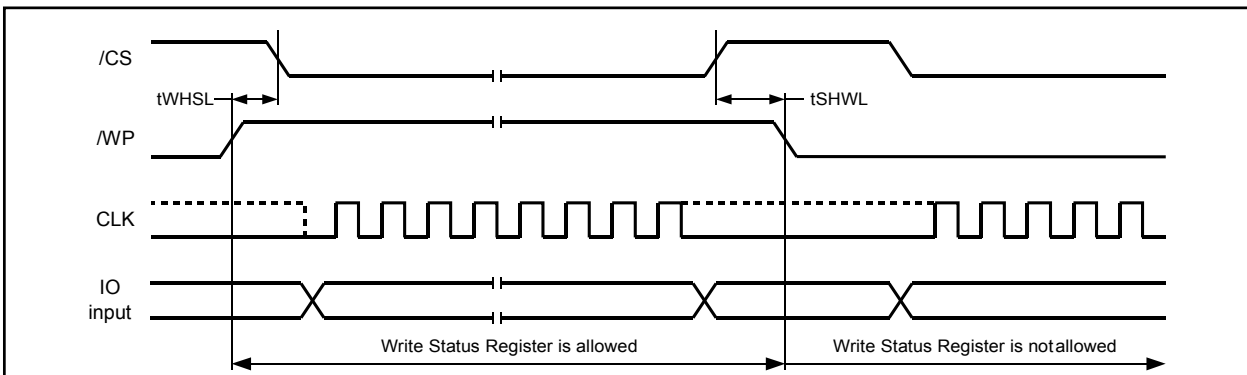 /CS
tWHSL
tSHWL
/WP
CLK
IO
input
Write Status Register is allowed
Write Status Register is notallowed